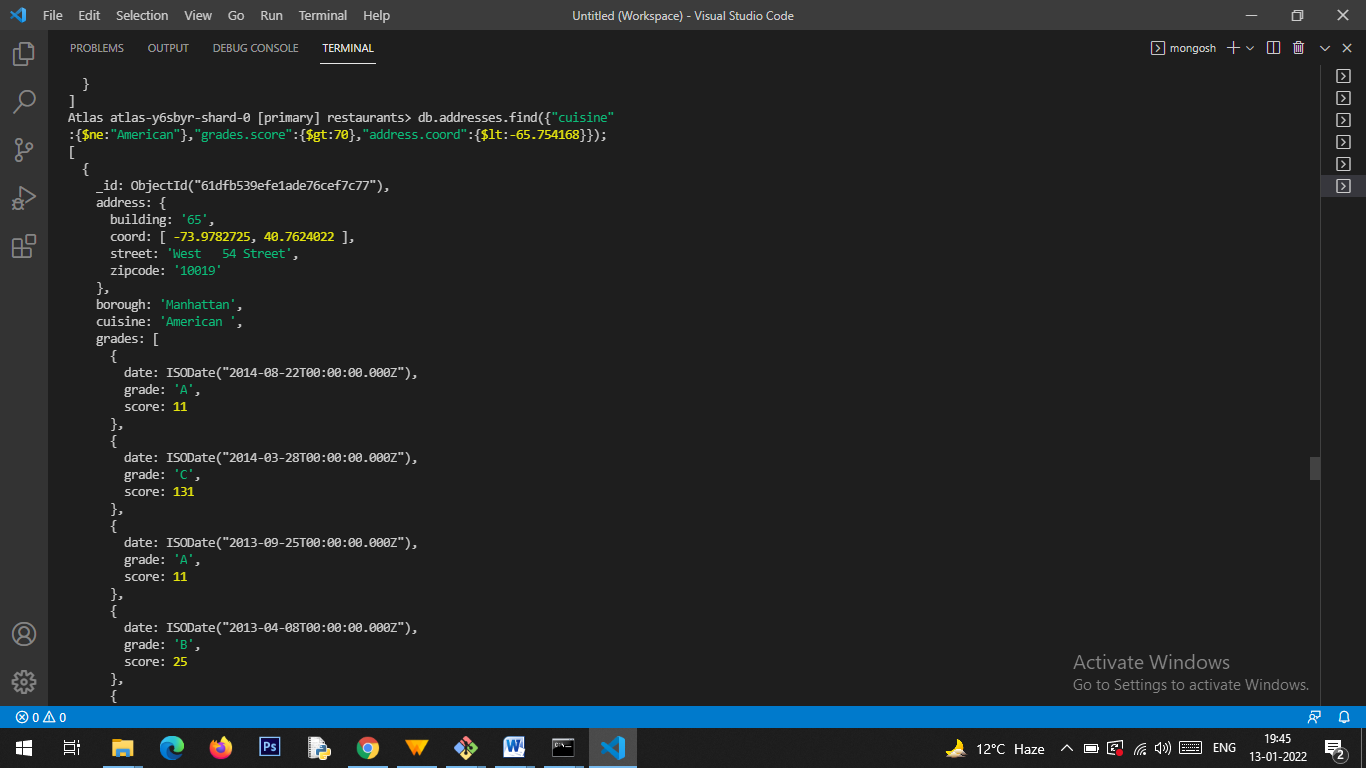 File Edit Selection View Go Run Terminal Help Untitled (Workspace) - Visual Studio Code
PROBLEMS OUTPUT DEBUG CONSOLE TERMINAL mongosh
}
]
Atlas atlas-y6sbyr-shard-0 [primary] restaurants> db.addresses.find({"cuisine"
:{$ne:"American"},"grades.score":{$gt:70},"address.coord":{$lt:-65.754168}});
[
{
_id: ObjectId("61dfb539efe1ade76cef7c77"),
address: {
building: '65',
coord: [ -73.9782725, 40.7624022 ],
street: 'West   54 Street',
zipcode: '10019'
},
borough: 'Manhattan',
cuisine: 'American ',
grades: [
{
date: ISODate("2014-08-22T00:00:00.000Z"),
grade: 'A',
score: 11
},
{
date: ISODate("2014-03-28T00:00:00.000Z"),
grade: 'C',
score: 131
},
{
date: ISODate("2013-09-25T00:00:00.000Z"),
grade: 'A',
score: 11
},
{
date: ISODate("2013-04-08T00:00:00.000Z"),
grade: 'B',
score: 25
},
{
Activate Windows
Go to Settings to activate Windows.
0 0
Ps
W
12°C Haze ENG 19:45
13-01-2022
2